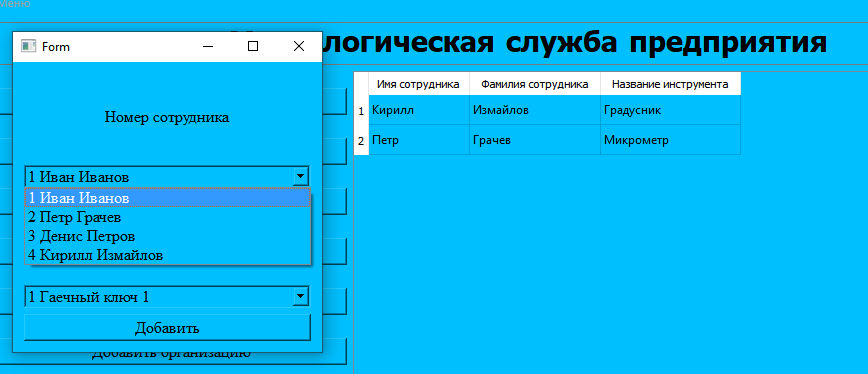 Меню
логическая служба предприятия
Form
Номер сотрудника
1 Иван Иванов
1 Иван Иванов
2 Петр Грачев
3 Денис Петров
4 Кирилл Измайлов
1 Гаечный ключ 1
Добавить
Добавить организацию
Имя сотрудника Фамилия сотрудника Название инструмента
1 Кирилл Измайлов Градусник
2 Петр Грачев Микрометр